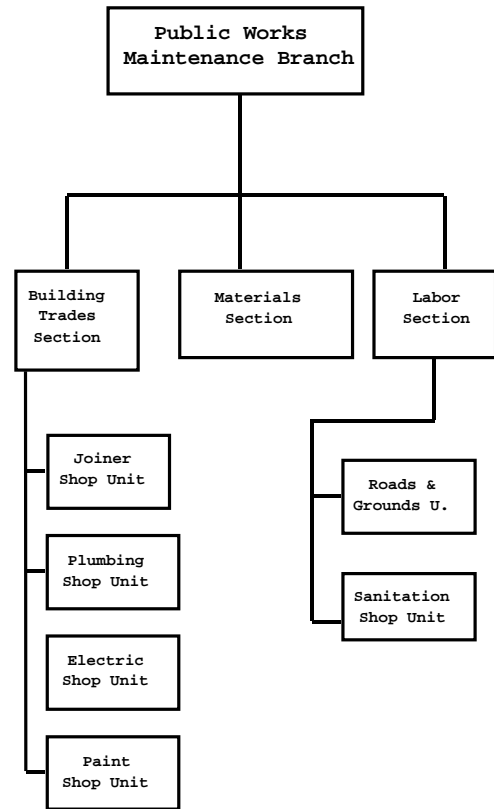 Public Works
Maintenance Branch
Building
Trades
Section
Materials
Section
Labor
Section
Joiner
Shop Unit
Plumbing
Shop Unit
Electric
Shop Unit
Paint
Shop Unit
Roads &
Grounds U.
Sanitation
Shop Unit